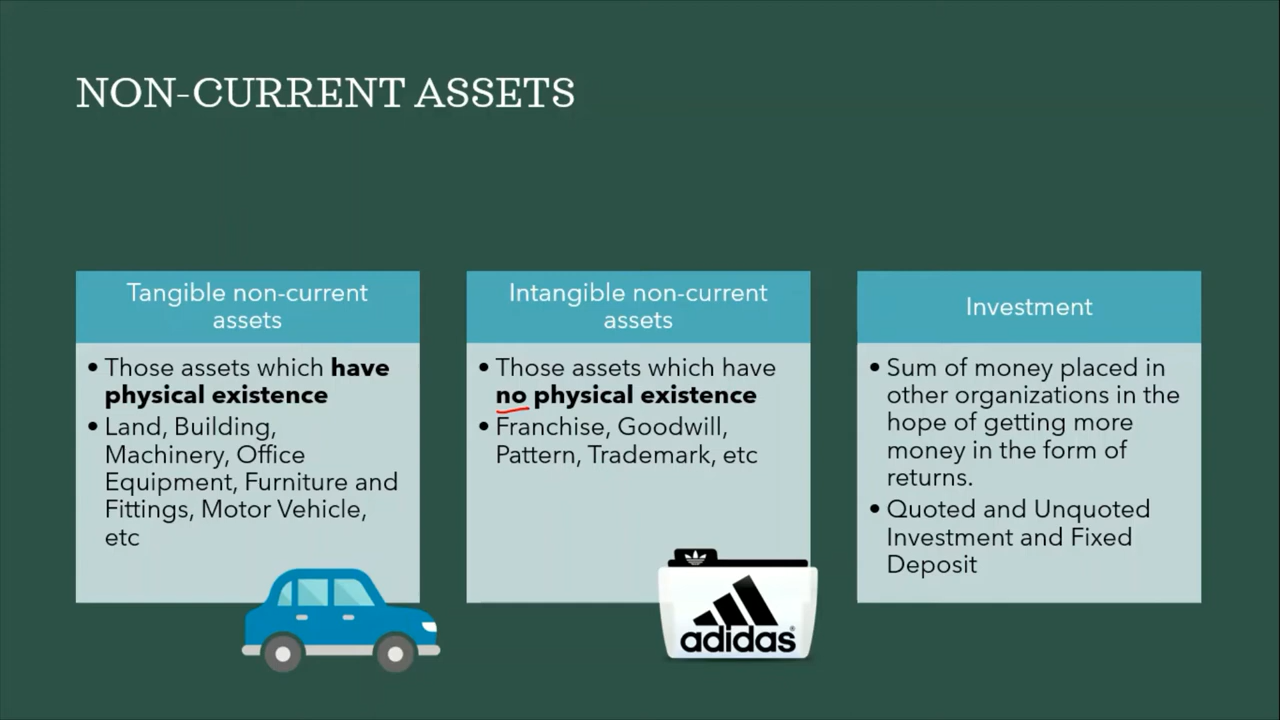 NON-CURRENT ASSETS
Tangible non-current
assets
• Those assets which have
physical existence
• Land, Building,
Machinery, Office
Equipment, Furniture and
Fittings, Motor Vehicle,
etc
Intangible non-current
assets
• Those assets which have
no physical existence
• Franchise, Goodwill,
Pattern, Trademark, etc
adidas®
Investment
• Sum of money placed in
other organizations in the
hope of getting more
money in the form of
returns.
• Quoted and Unquoted
Investment and Fixed
Deposit